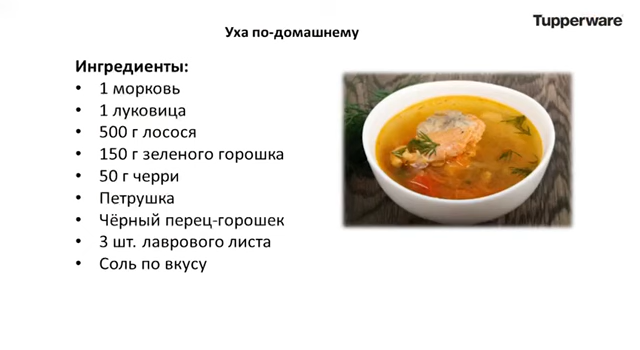 Tupperware
Уха по-домашнему
Ингредиенты:
• 1 морковь
• 1 луковица
• 500 г лосося
• 150 г зеленого горошка
• 50 г черри
• Петрушка
• Чёрный перец-горошек
• 3 шт. лаврового листа
• Соль по вкусу